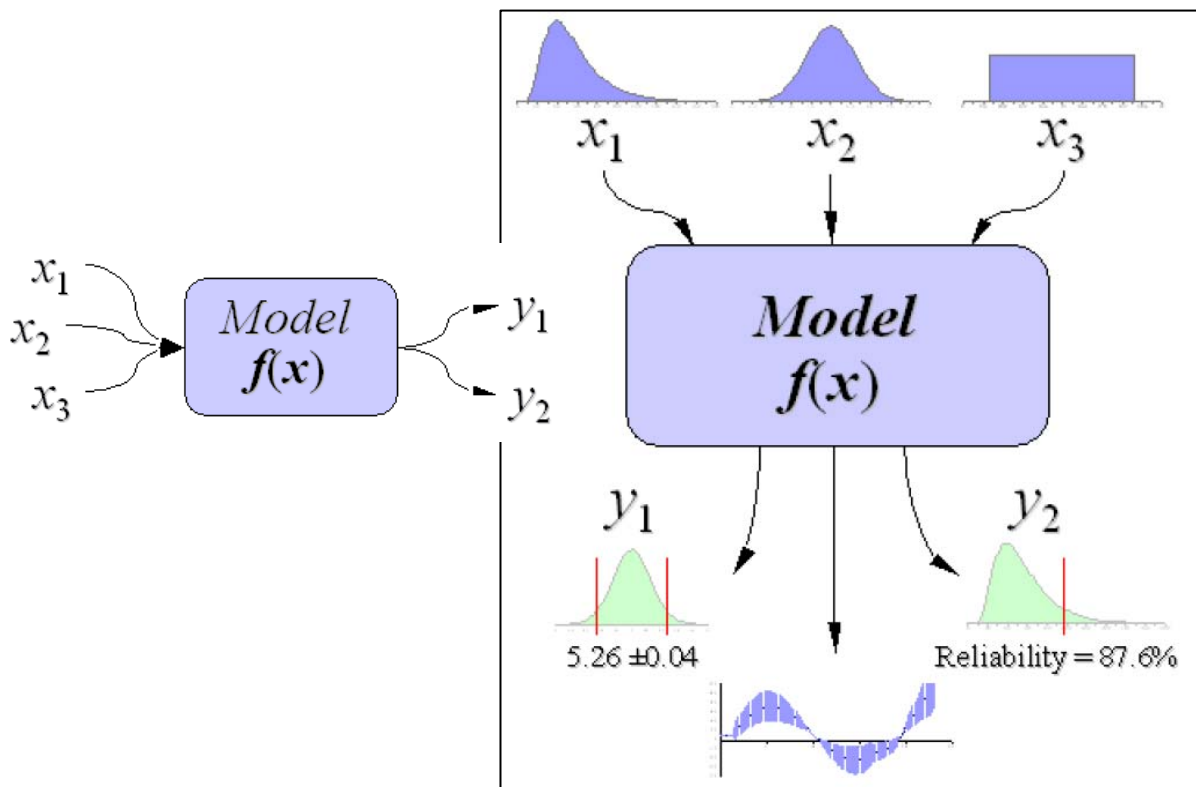 x₁
x₂
x₃
Model
f(x)
y₁
y₂
x₁ x₂ x₃
Model
f(x)
y₁ y₂
5.26 ±0.04 Reliability = 87.6%